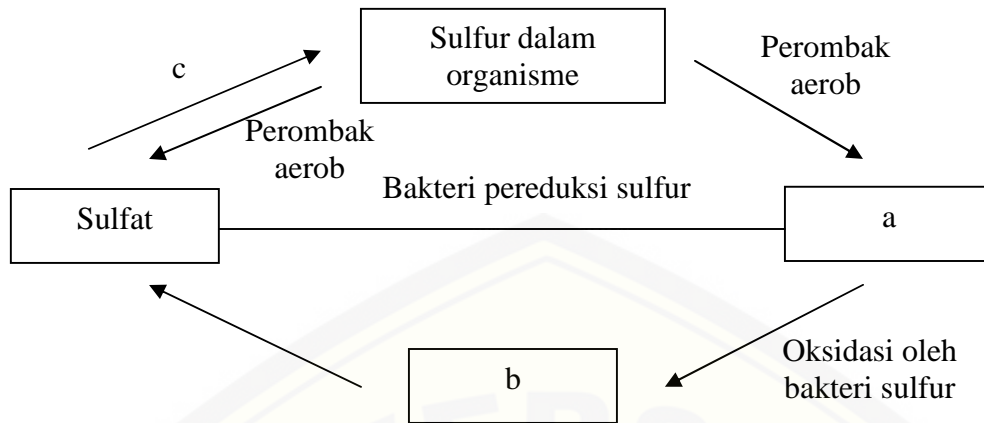 Sulfur dalam
organisme
Perombak
aerob
c
Perombak
aerob
Bakteri pereduksi sulfur
Sulfat
a
Oksidasi oleh
bakteri sulfur
b